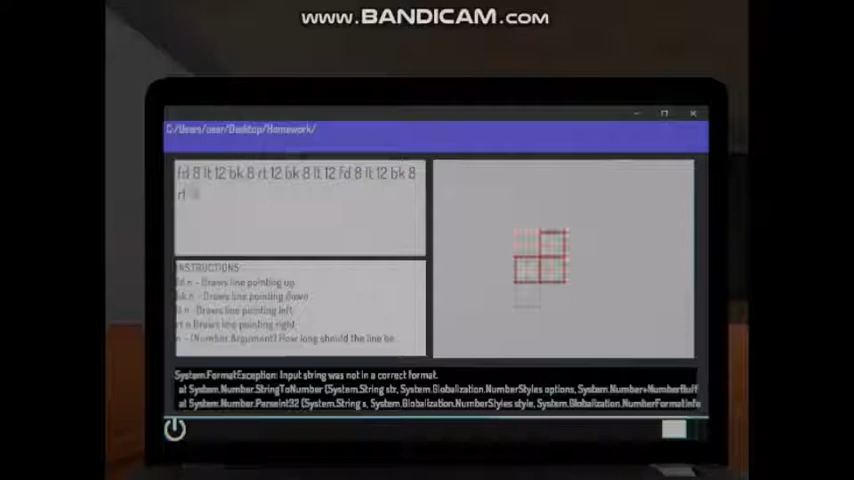 WWW.BANDICAM.COM
C:/Users/user/Desktop/Homework/
fd 8 lt 12 bk 8 rt 12 bk 8 lt 12 fd 8 lt 12 bk 8
rt
INSTRUCTIONS
fd n - Draws line pointing up
bk n - Draws line pointing down
lt n - Draws line pointing left
rt n Draws line pointing right
n - (Number Argument) How long should the line be
System.FormatException: Input string was not in a correct format.
at System.Number.StringToNumber (System.String str, System.Globalization.NumberStyles options, System.Number+NumberBuff
at System.Number.ParseInt32 (System.String s, System.Globalization.NumberStyles style, System.Globalization.NumberFormatInfo